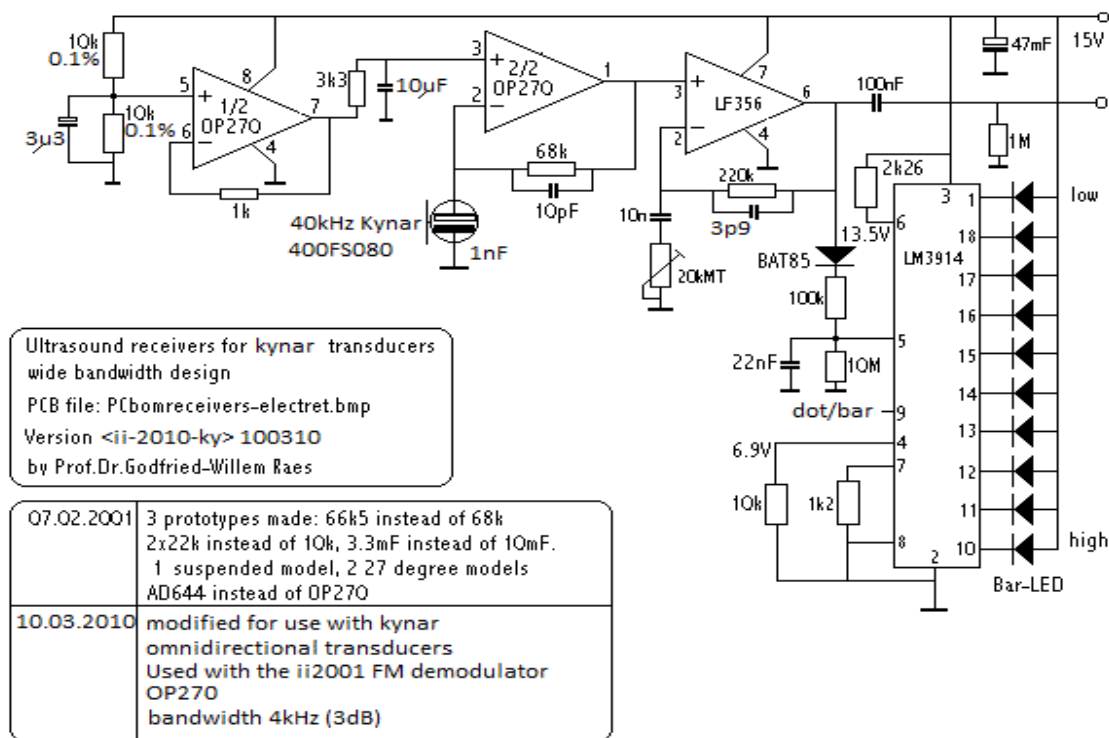 10k
0.1%
3µ3
10k
0.1%
5
6
+
−
8
1/2
OP270
7
4
1k
3k3
10µF
3
2
+
−
2/2
OP270
1
68k
10pF
40kHz Kynar
400FS080
1nF
3
2
+
−
7
LF356
6
4
220k
3p9
10n
20kMT
100nF
47mF
15V
1M
2k26
13.5V
BAT85
100k
22nF
10M
dot/bar
6.9V
10k
1k2
3
6
LM3914
5
9
4
7
8
2
1
18
17
16
15
14
13
12
11
10
low
high
Bar-LED
Ultrasound receivers for kynar transducers
wide bandwidth design
PCB file: PCbomreceivers-electret.bmp
Version <ii-2010-ky> 100310
by Prof.Dr.Godfried-Willem Raes
07.02.2001
3 prototypes made: 66k5 instead of 68k
2x22k instead of 10k, 3.3mF instead of 10mF.
1 suspended model, 2 27 degree models
AD644 instead of OP270
10.03.2010
modified for use with kynar
omnidirectional transducers
Used with the ii2001 FM demodulator
OP270
bandwidth 4kHz (3dB)